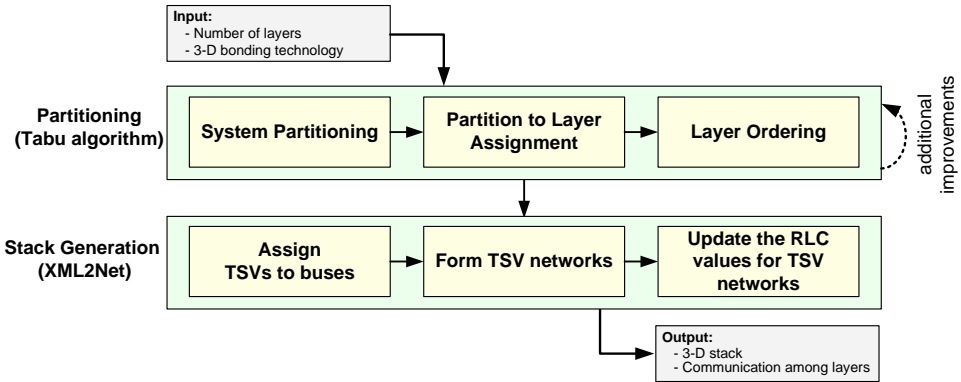 Input:
- Number of layers
- 3-D bonding technology
Partitioning
(Tabu algorithm)
System Partitioning
Partition to Layer
Assignment
Layer Ordering
additional
improvements
Stack Generation
(XML2Net)
Assign
TSVs to buses
Form TSV networks
Update the RLC
values for TSV
networks
Output:
- 3-D stack
- Communication among layers